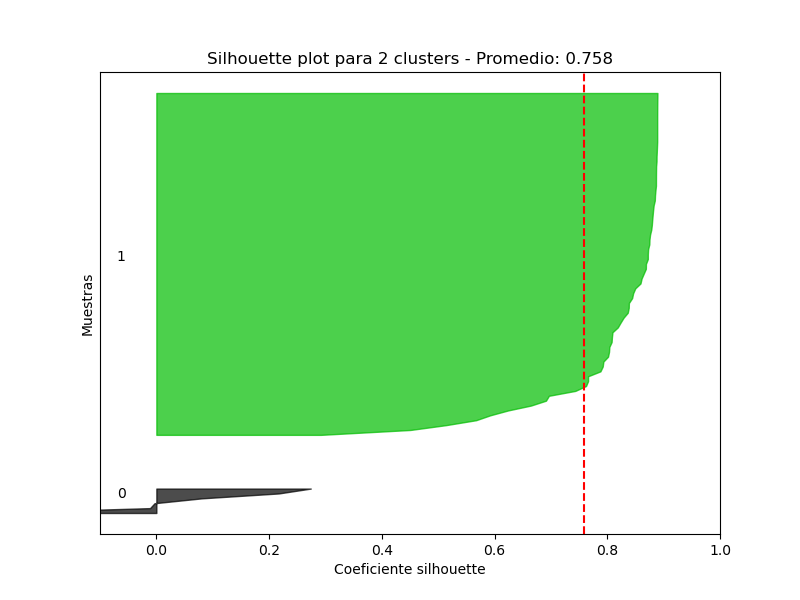 Silhouette plot para 2 clusters - Promedio: 0.758
Muestras
1
0
0.0 0.2 0.4 0.6 0.8 1.0
Coeficiente silhouette